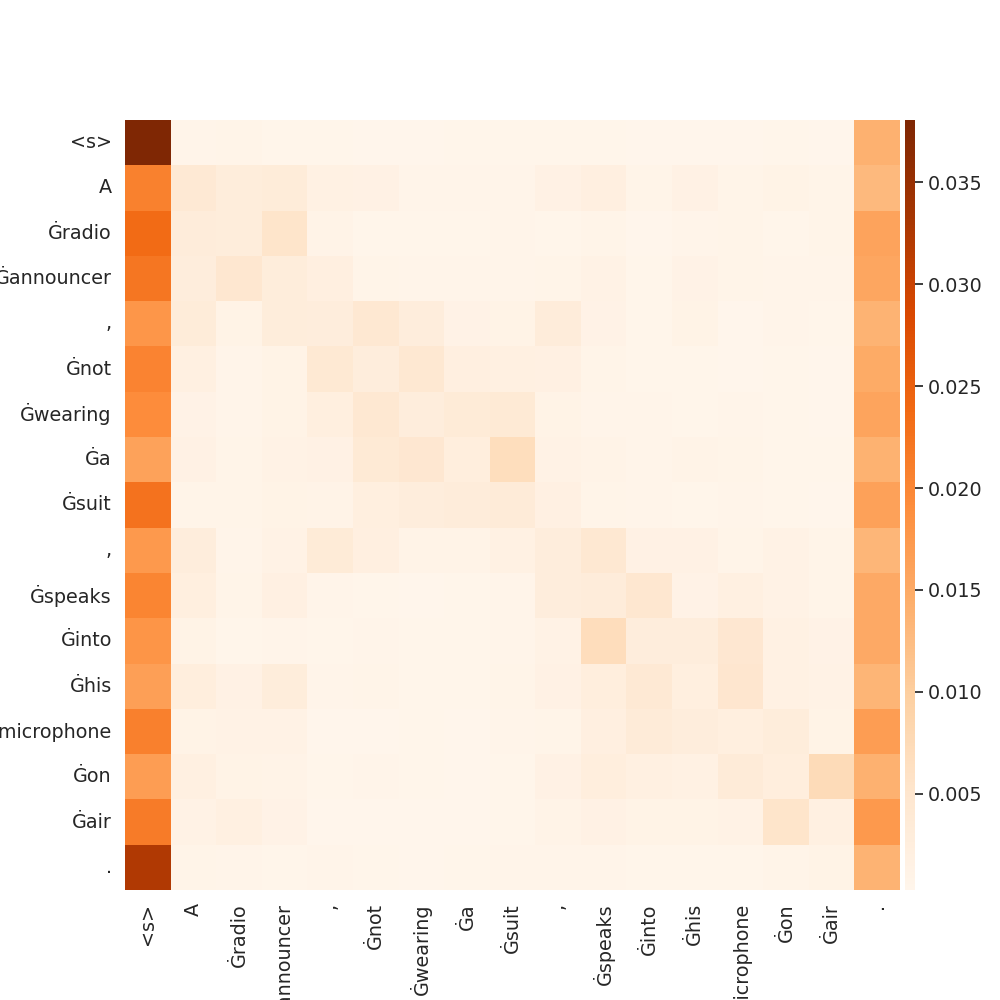 <s>
A
Ġradio
Ġannouncer
,
Ġnot
Ġwearing
Ġa
Ġsuit
,
Ġspeaks
Ġinto
Ġhis
microphone
Ġon
Ġair
.
0.035
0.030
0.025
0.020
0.015
0.010
0.005
<s>
A
Ġradio
nnouncer
,
Ġnot
Ġwearing
Ġa
Ġsuit
,
Ġspeaks
Ġinto
Ġhis
icrophone
Ġon
Ġair
.